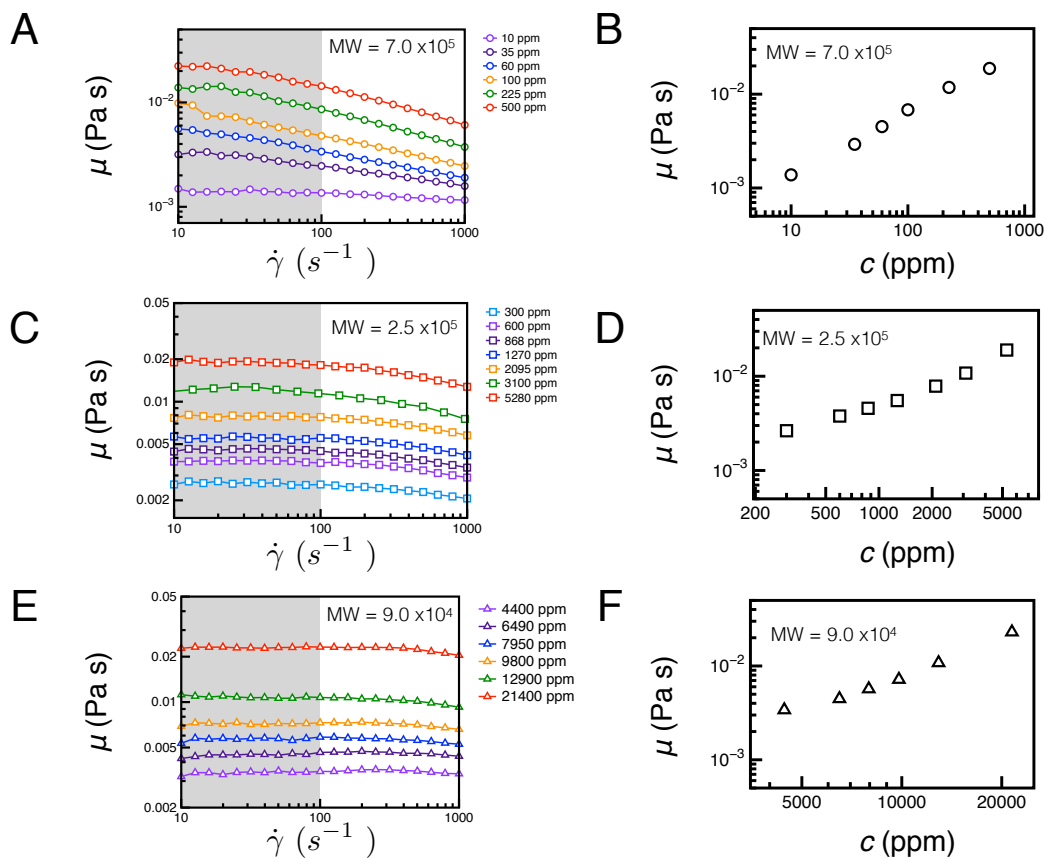 A
MW = 7.0 x10⁵
10 ppm
35 ppm
60 ppm
100 ppm
225 ppm
500 ppm
10⁻²
10⁻³
μ (Pa s)
10 100 1000
γ̇ (s⁻¹)
B
MW = 7.0 x10⁵
10⁻²
10⁻³
μ (Pa s)
10 100 1000
c (ppm)
C
MW = 2.5 x10⁵
300 ppm
600 ppm
868 ppm
1270 ppm
2095 ppm
3100 ppm
5280 ppm
0.05
0.02
0.01
0.005
0.002
μ (Pa s)
10 100 1000
γ̇ (s⁻¹)
D
MW = 2.5 x10⁵
10⁻²
10⁻³
μ (Pa s)
200 500 1000 2000 5000
c (ppm)
E
MW = 9.0 x10⁴
4400 ppm
6490 ppm
7950 ppm
9800 ppm
12900 ppm
21400 ppm
0.05
0.02
0.01
0.005
0.002
μ (Pa s)
10 100 1000
γ̇ (s⁻¹)
F
MW = 9.0 x10⁴
10⁻²
10⁻³
μ (Pa s)
5000 10000 20000
c (ppm)